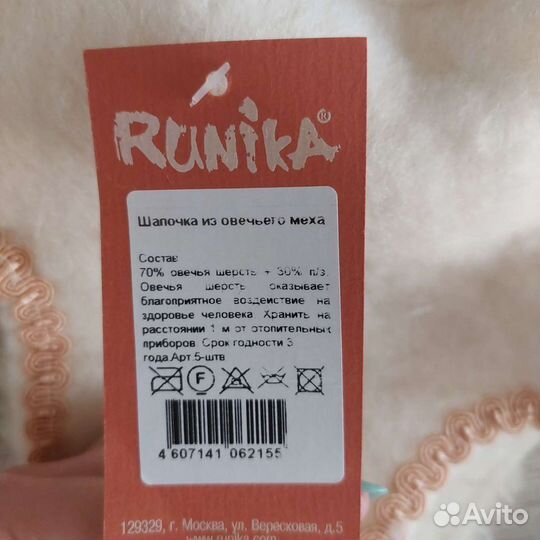 RUNIKA®
Шапочка из овечьего меха
Состав
70% овечья шерсть + 30% п/э.
Овечья шерсть оказывает
благоприятное воздействие на
здоровье человека. Хранить на
расстоянии 1 м от отопительных
приборов. Срок годности 3
года.Арт.5-штв
F
4 607141 062155
129329, г. Москва, ул. Вересковая, д.5
www.runika.com
Avito